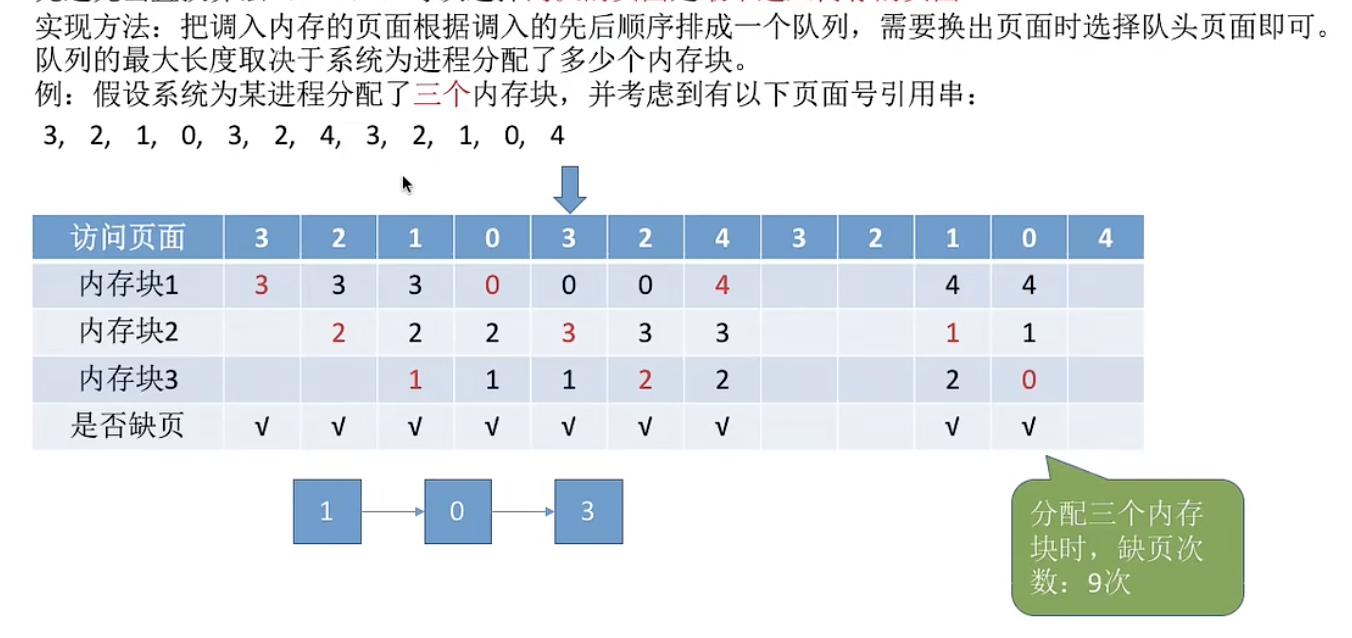 实现方法：把调入内存的页面根据调入的先后顺序排成一个队列，需要换出页面时选择队头页面即可。
队列的最大长度取决于系统为进程分配了多少个内存块。
例：假设系统为某进程分配了三个内存块，并考虑到有以下页面号引用串：
3, 2, 1, 0, 3, 2, 4, 3, 2, 1, 0, 4
访问页面 3 2 1 0 3 2 4 3 2 1 0 4
内存块1 3 3 3 0 0 0 4 4 4
内存块2 2 2 2 3 3 3 1 1
内存块3 1 1 1 2 2 2 0
是否缺页 √ √ √ √ √ √ √ √ √
1 0 3
分配三个内存
块时，缺页次
数：9次